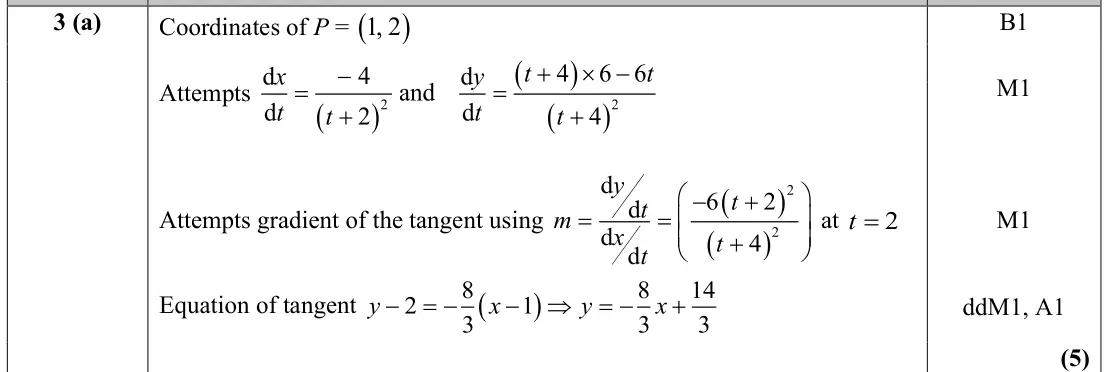 3 (a) Coordinates of P = (1, 2) B1
Attempts dx/dt = −4/(t + 2)² and dy/dt = ((t + 4) × 6 − 6t)/(t + 4)² M1
Attempts gradient of the tangent using m = (dy/dt)/(dx/dt) = (−6(t + 2)²/(t + 4)²) at t = 2 M1
Equation of tangent y − 2 = −8/3(x − 1) ⇒ y = −8/3x + 14/3 ddM1, A1
(5)